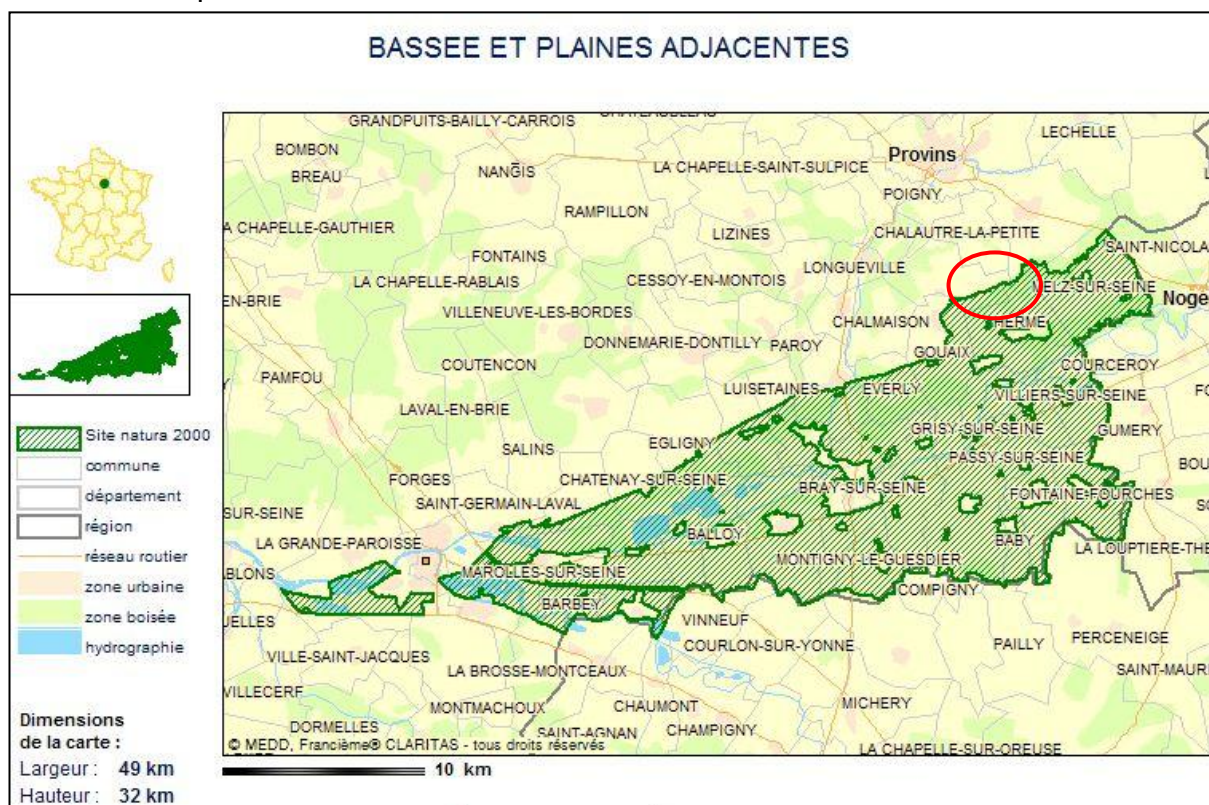 BASSEE ET PLAINES ADJACENTES
GRANDPUITS-BAILLY-CARROIS
LECHELLE
BOMBON
BREAU
NANGIS
LA CHAPELLE-SAINT-SULPICE
Provins
POIGNY
RAMPILLON
A CHAPELLE-GAUTHIER
LIZINES
CHALAUTRE-LA-PETITE
SAINT-NICOLA
FONTAINS
LONGUEVILLE
EN-BRIE
LA CHAPELLE-RABLAIS
CESSOY-EN-MONTOIS
MELZ-SUR-SEINE
Noge
VILLENEUVE-LES-BORDES
CHALMAISON
HERME
DONNEMARIE-DONTILLY
PAROY
GOUAIX
COUTENCON
COURCEROY
PAMFOU
LUISETAINES
EVERLY
VILLIERS-SUR-SEINE
FO
LAVAL-EN-BRIE
GRISY-SUR-SEINE
GUMERY
SALINS
EGLIGNY
PASSY-SUR-SEINE
BOU
FORGES
CHATENAY-SUR-SEINE
BRAY-SUR-SEINE
FONTAINE-FOURCHES
SAINT-GERMAIN-LAVAL
SUR-SEINE
BALLOY
BABY
LA GRANDE-PAROISSE
LA LOUPTIERE-THE
ABLONS
MAROLLES-SUR-SEINE
MONTIGNY-LE-GUESDIER
COMPIGNY
BARBEY
UELLES
VINNEUF
COURLON-SUR-YONNE
PAILLY
PERCENEIGE
VILLE-SAINT-JACQUES
LA BROSSE-MONTCEAUX
SAINT-MAURI
VILLECERF
MONTMACHOUX
CHAUMONT
MICHERY
DORMELLES
SAINT-AGNAN
CHAMPIGNY
LA CHAPELLE-SUR-OREUSE
© MEDD, Francième® CLARITAS - tous droits réservés
10 km
Site natura 2000
commune
département
région
réseau routier
zone urbaine
zone boisée
hydrographie
Dimensions
de la carte :
Largeur : 49 km
Hauteur : 32 km